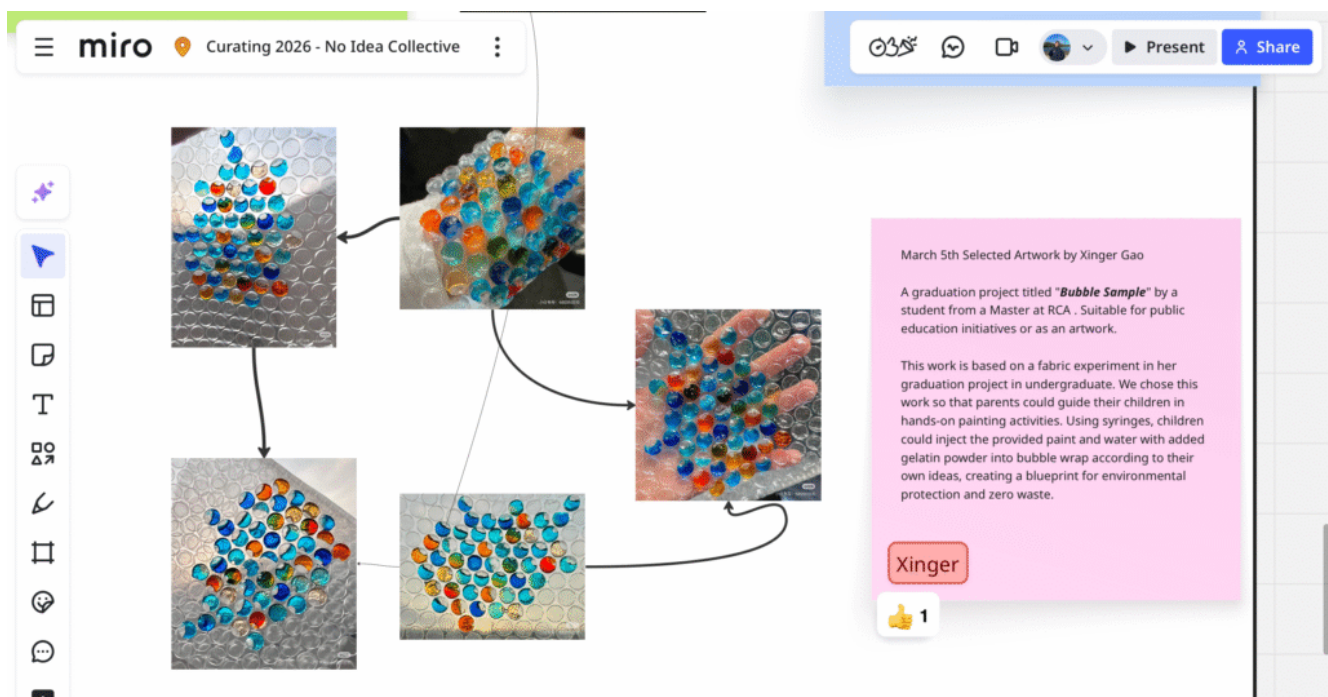 miro
Curating 2026 - No Idea Collective
Present
Share
March 5th Selected Artwork by Xinger Gao
A graduation project titled "Bubble Sample" by a
student from a Master at RCA . Suitable for public
education initiatives or as an artwork.
This work is based on a fabric experiment in her
graduation project in undergraduate. We chose this
work so that parents could guide their children in
hands-on painting activities. Using syringes, children
could inject the provided paint and water with added
gelatin powder into bubble wrap according to their
own ideas, creating a blueprint for environmental
protection and zero waste.
Xinger
1